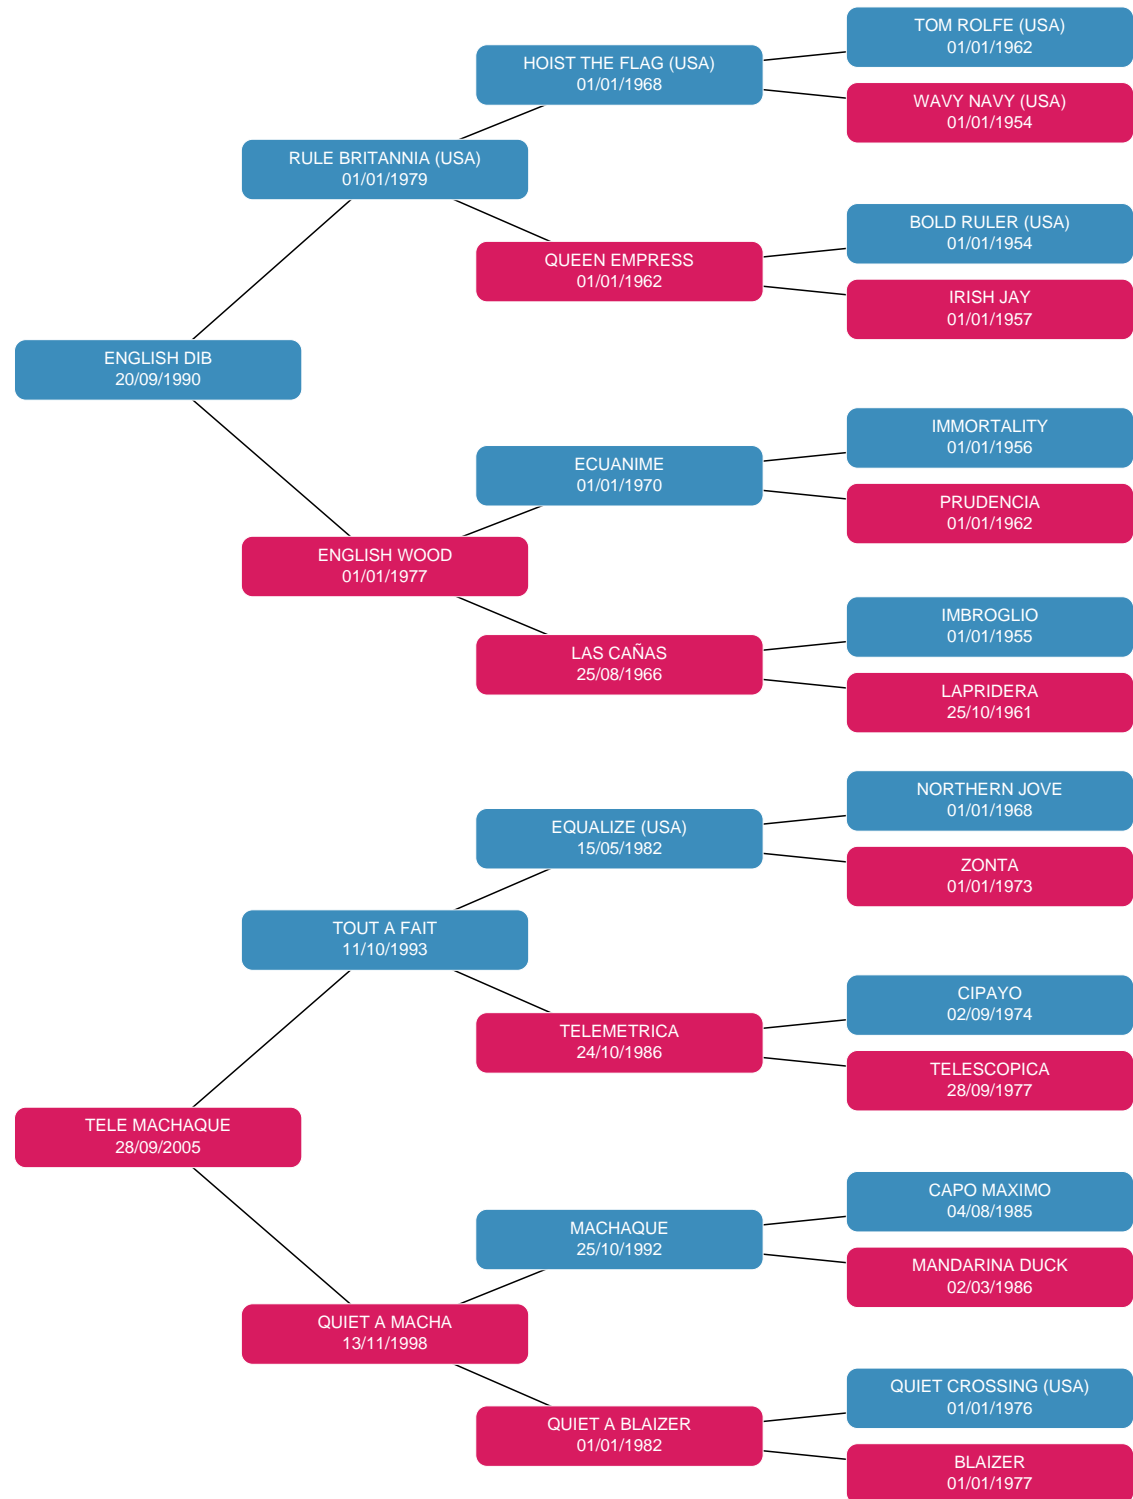 TOM ROLFE (USA)
01/01/1962
HOIST THE FLAG (USA)
01/01/1968
WAVY NAVY (USA)
01/01/1954
RULE BRITANNIA (USA)
01/01/1979
BOLD RULER (USA)
01/01/1954
QUEEN EMPRESS
01/01/1962
IRISH JAY
01/01/1957
ENGLISH DIB
20/09/1990
IMMORTALITY
01/01/1956
ECUANIME
01/01/1970
PRUDENCIA
01/01/1962
ENGLISH WOOD
01/01/1977
IMBROGLIO
01/01/1955
LAS CAÑAS
25/08/1966
LAPRIDERA
25/10/1961
NORTHERN JOVE
01/01/1968
EQUALIZE (USA)
15/05/1982
ZONTA
01/01/1973
TOUT A FAIT
11/10/1993
CIPAYO
02/09/1974
TELEMETRICA
24/10/1986
TELESCOPICA
28/09/1977
TELE MACHAQUE
28/09/2005
CAPO MAXIMO
04/08/1985
MACHAQUE
25/10/1992
MANDARINA DUCK
02/03/1986
QUIET A MACHA
13/11/1998
QUIET CROSSING (USA)
01/01/1976
QUIET A BLAIZER
01/01/1982
BLAIZER
01/01/1977